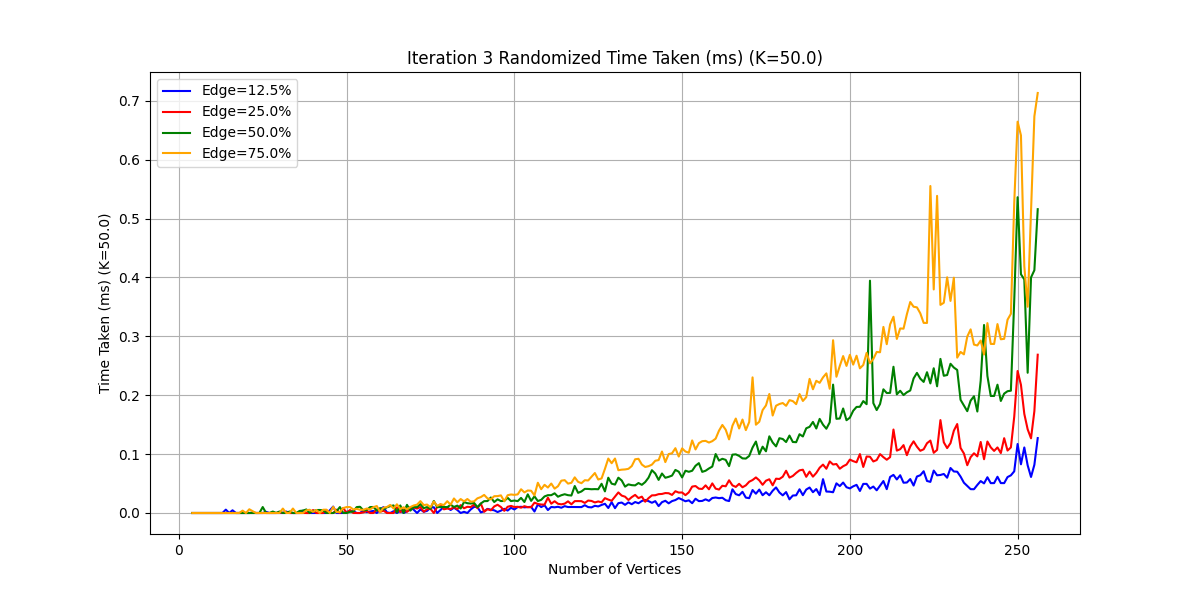 Iteration 3 Randomized Time Taken (ms) (K=50.0)
Edge=12.5%
Edge=25.0%
Edge=50.0%
Edge=75.0%
Time Taken (ms) (K=50.0)
0.7
0.6
0.5
0.4
0.3
0.2
0.1
0.0
0 50 100 150 200 250
Number of Vertices